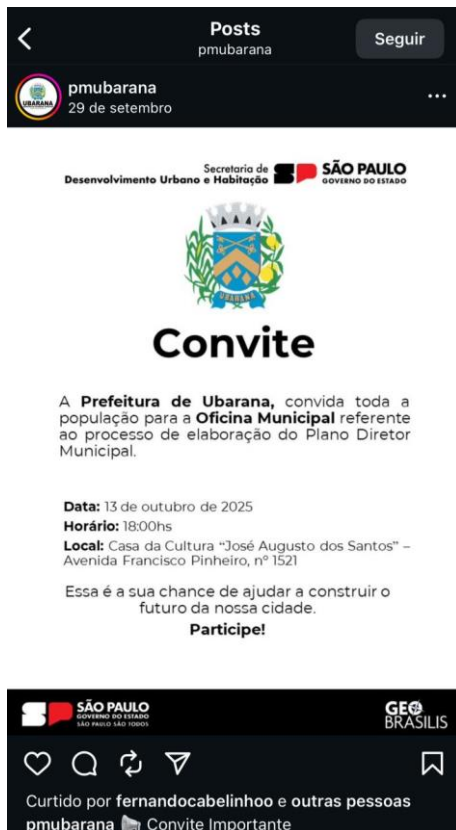 Posts
pmubarana
Seguir
pmubarana
29 de setembro
UBARANA
Secretaria de
Desenvolvimento Urbano e Habitação
SÃO PAULO
GOVERNO DO ESTADO
UBARANA
Convite
A Prefeitura de Ubarana, convida toda a
população para a Oficina Municipal referente
ao processo de elaboração do Plano Diretor
Municipal.
Data: 13 de outubro de 2025
Horário: 18:00hs
Local: Casa da Cultura “José Augusto dos Santos” –
Avenida Francisco Pinheiro, nº 1521
Essa é a sua chance de ajudar a construir o
futuro da nossa cidade.
Participe!
SÃO PAULO
GOVERNO DO ESTADO
SÃO PAULO SÃO TODOS
GEO
BRASILIS
Curtido por fernandocabelinhoo e outras pessoas
pmubarana Convite Importante